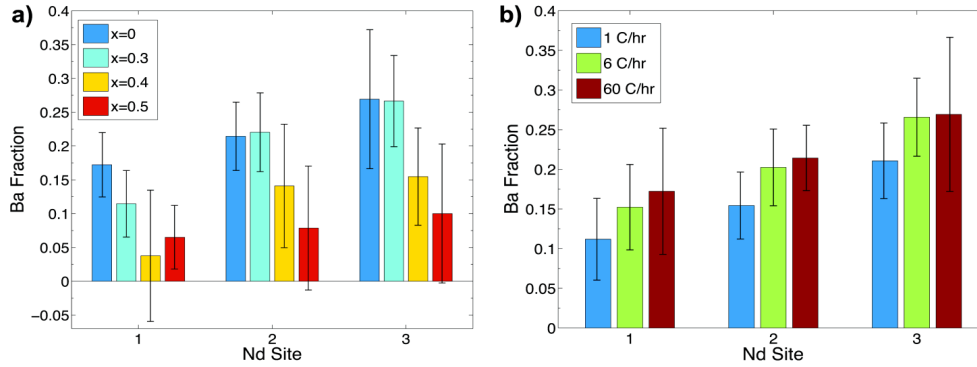 a)
x=0
x=0.3
x=0.4
x=0.5
0.4
0.35
0.3
0.25
0.2
0.15
0.1
0.05
0
−0.05
Ba Fraction
1 2 3
Nd Site
b)
1 C/hr
6 C/hr
60 C/hr
0.4
0.35
0.3
0.25
0.2
0.15
0.1
0.05
0
Ba Fraction
1 2 3
Nd Site